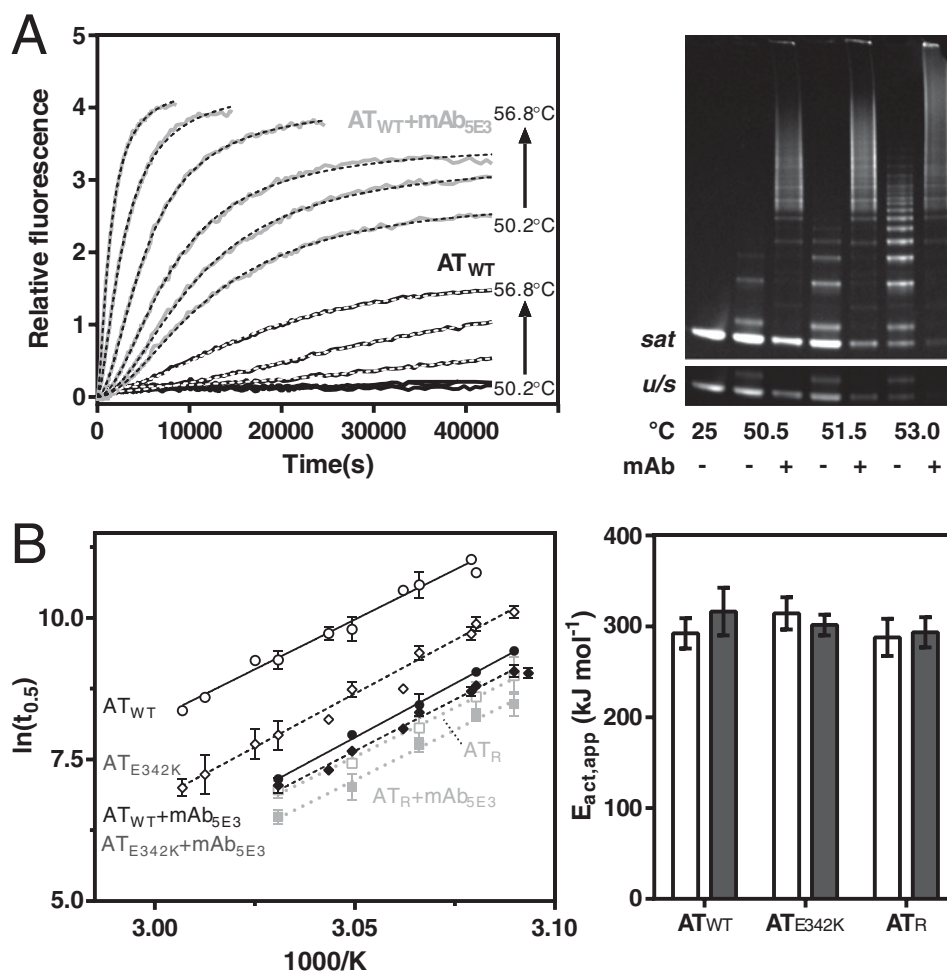 A
5
4
3
2
1
0
Relative fluorescence
0 10000 20000 30000 40000
Time(s)
ATWT+mAb5E3
56.8°C
50.2°C
ATWT
56.8°C
50.2°C
sat
u/s
°C 25 50.5 51.5 53.0
mAb - - + - + - +
B
10.0
7.5
5.0
ln(t0.5)
3.00 3.05 3.10
1000/K
ATWT
ATE342K
ATWT+mAb5E3
ATE342K+mAb5E3
ATR
ATR+mAb5E3
400
300
200
100
0
Eact,app (kJ mol-1)
ATWT ATE342K ATR